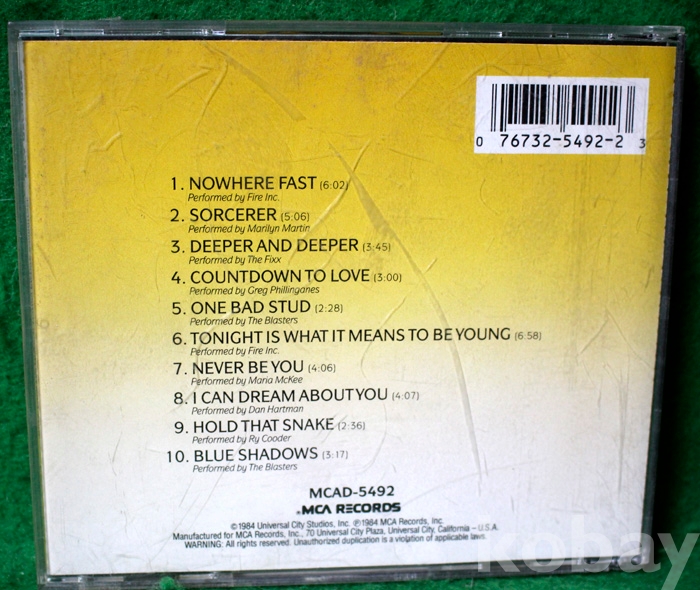 0 76732-5492-2 3
1. NOWHERE FAST (6:02)
Performed by Fire Inc.
2. SORCERER (5:06)
Performed by Marilyn Martin
3. DEEPER AND DEEPER (3:45)
Performed by The Fixx
4. COUNTDOWN TO LOVE (3:00)
Performed by Greg Phillinganes
5. ONE BAD STUD (2:28)
Performed by The Blasters
6. TONIGHT IS WHAT IT MEANS TO BE YOUNG (6:58)
Performed by Fire Inc.
7. NEVER BE YOU (4:06)
Performed by Maria McKee
8. I CAN DREAM ABOUT YOU (4:07)
Performed by Dan Hartman
9. HOLD THAT SNAKE (2:36)
Performed by Ry Cooder
10. BLUE SHADOWS (3:17)
Performed by The Blasters
MCAD-5492
MCA RECORDS
©1984 Universal City Studios, Inc. ℗1984 MCA Records, Inc.
Manufactured for MCA Records, Inc., 70 Universal City Plaza, Universal City, California – U.S.A.
WARNING: All rights reserved. Unauthorized duplication is a violation of applicable laws.
kobay